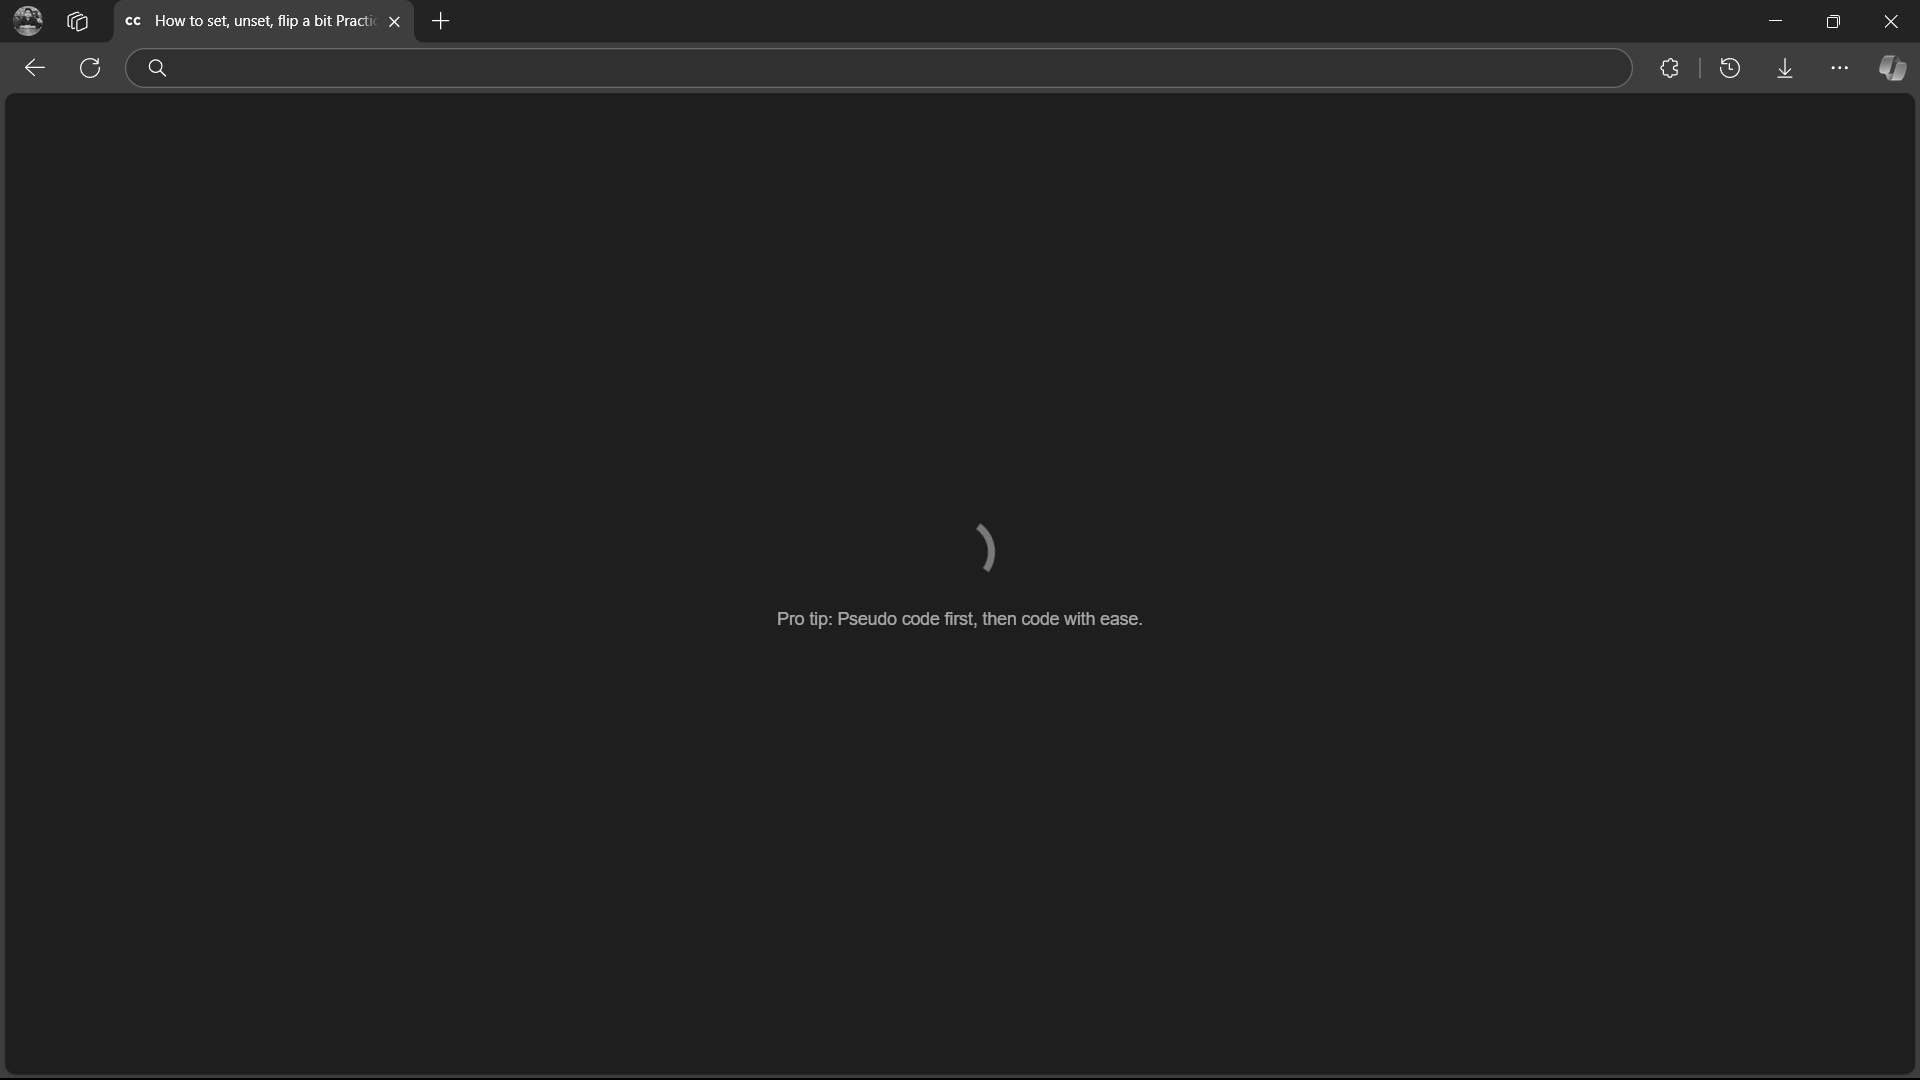 cc How to set, unset, flip a bit Practi
Pro tip: Pseudo code first, then code with ease.